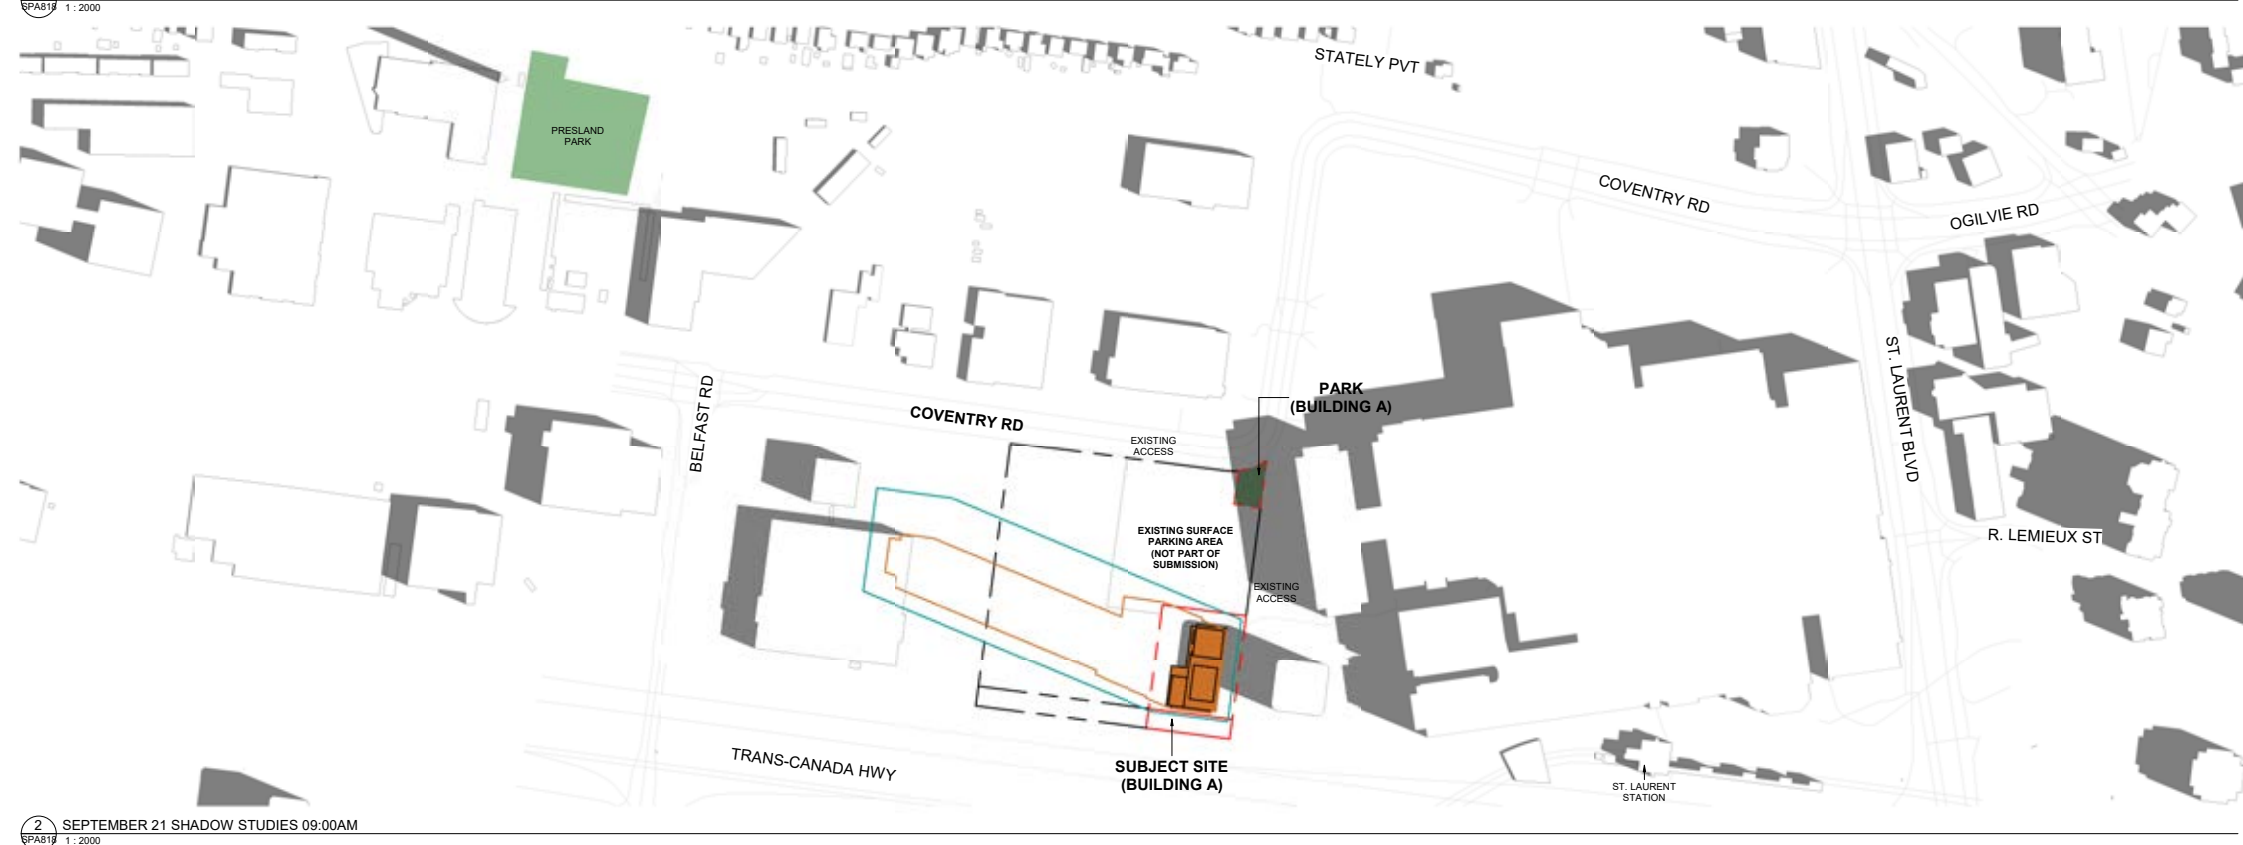 SPA818 1 : 2000
STATELY PVT
PRESLAND
PARK
COVENTRY RD
OGILVIE RD
ST. LAURENT BLVD
BELFAST RD
PARK
(BUILDING A)
COVENTRY RD
EXISTING
ACCESS
EXISTING SURFACE
PARKING AREA
(NOT PART OF
SUBMISSION)
R. LEMIEUX ST
EXISTING
ACCESS
TRANS-CANADA HWY
SUBJECT SITE
(BUILDING A)
ST. LAURENT
STATION
2 SEPTEMBER 21 SHADOW STUDIES 09:00AM
SPA818 1 : 2000